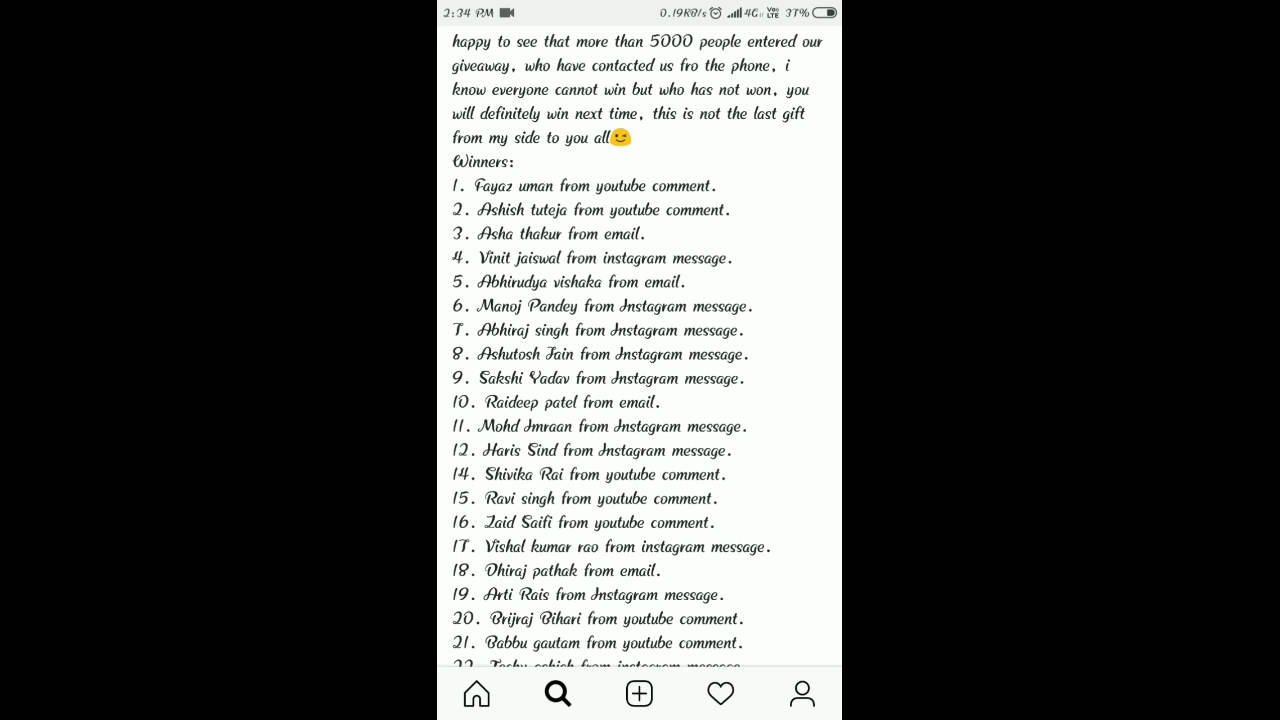 2:34 PM 0.19KB/s 4G Vo LTE 37%
happy to see that more than 5000 people entered our
giveaway, who have contacted us fro the phone, i
know everyone cannot win but who has not won, you
will definitely win next time, this is not the last gift
from my side to you all😉
Winners:
1. Fayaz uman from youtube comment.
2. Ashish tuteja from youtube comment.
3. Asha thakur from email.
4. Vinit jaiswal from instagram message.
5. Abhirudya vishaka from email.
6. Manoj Pandey from Instagram message.
7. Abhiraj singh from Instagram message.
8. Ashutosh Jain from Instagram message.
9. Sakshi Yadav from Instagram message.
10. Raideep patel from email.
11. Mohd Imraan from Instagram message.
12. Haris Sind from Instagram message.
14. Shivika Rai from youtube comment.
15. Ravi singh from youtube comment.
16. Zaid Saifi from youtube comment.
17. Vishal kumar rao from instagram message.
18. Dhiraj pathak from email.
19. Arti Rais from Instagram message.
20. Brijraj Bihari from youtube comment.
21. Babbu gautam from youtube comment.
22. ashish from instagram message